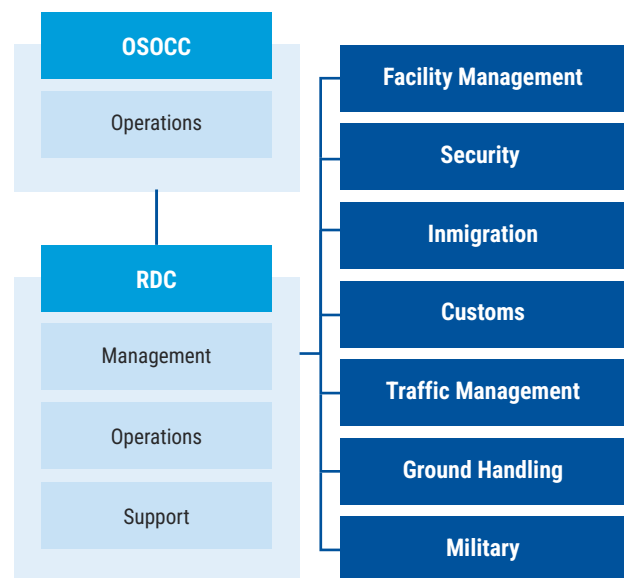 OSOCC
Operations
RDC
Management
Operations
Support
Facility Management
Security
Inmigration
Customs
Traffic Management
Ground Handling
Military